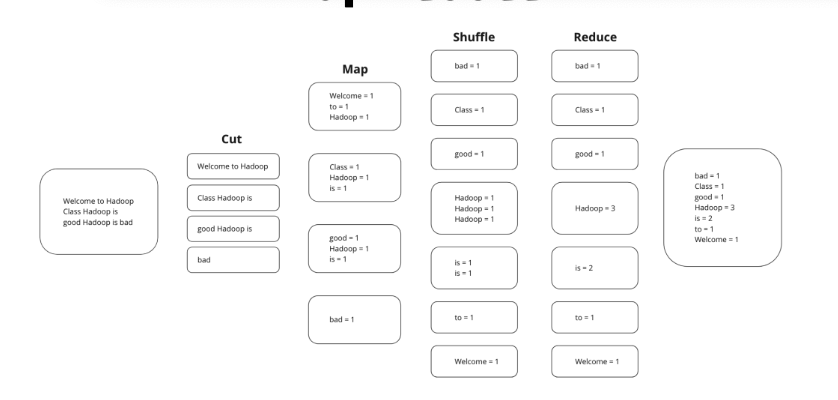 Welcome to Hadoop
Class Hadoop is
good Hadoop is bad
Cut
Welcome to Hadoop
Class Hadoop is
good Hadoop is
bad
Map
Welcome = 1
to = 1
Hadoop = 1
Class = 1
Hadoop = 1
is = 1
good = 1
Hadoop = 1
is = 1
bad = 1
Shuffle
bad = 1
Class = 1
good = 1
Hadoop = 1
Hadoop = 1
Hadoop = 1
is = 1
is = 1
to = 1
Welcome = 1
Reduce
bad = 1
Class = 1
good = 1
Hadoop = 3
is = 2
to = 1
Welcome = 1
bad = 1
Class = 1
good = 1
Hadoop = 3
is = 2
to = 1
Welcome = 1